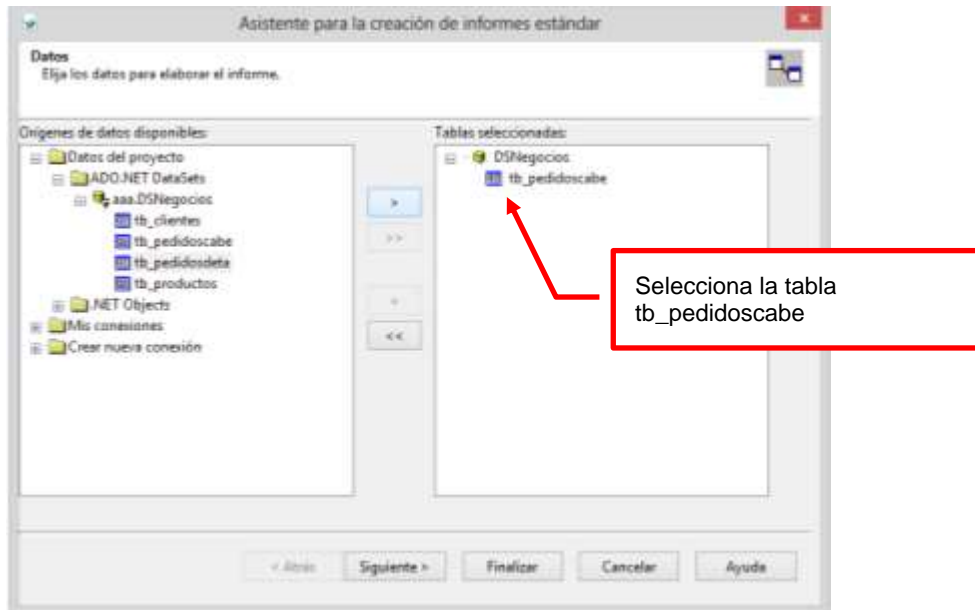 Asistente para la creación de informes estándar
Datos
Elija los datos para elaborar el informe.
Orígenes de datos disponibles:
Tablas seleccionadas:
Datos del proyecto
ADO.NET DataSets
aaa.DSNegocios
tb_clientes
tb_pedidoscabe
tb_pedidosdeta
tb_productos
.NET Objects
Mis conexiones
Crear nueva conexión
>
>>
<
<<
DSNegocios
tb_pedidoscabe
Selecciona la tabla
tb_pedidoscabe
< Atrás
Siguiente >
Finalizar
Cancelar
Ayuda